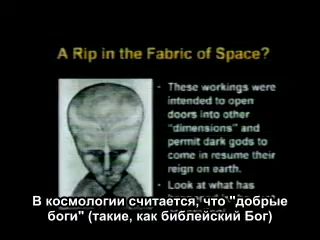 A Rip in the Fabric of Space?
• These workings were
intended to open
doors into other
"dimensions" and
permit dark gods to
come in resume their
reign on earth.
• Look at what has
В космологии считается, что "добрые
боги" (такие, как библейский Бог)